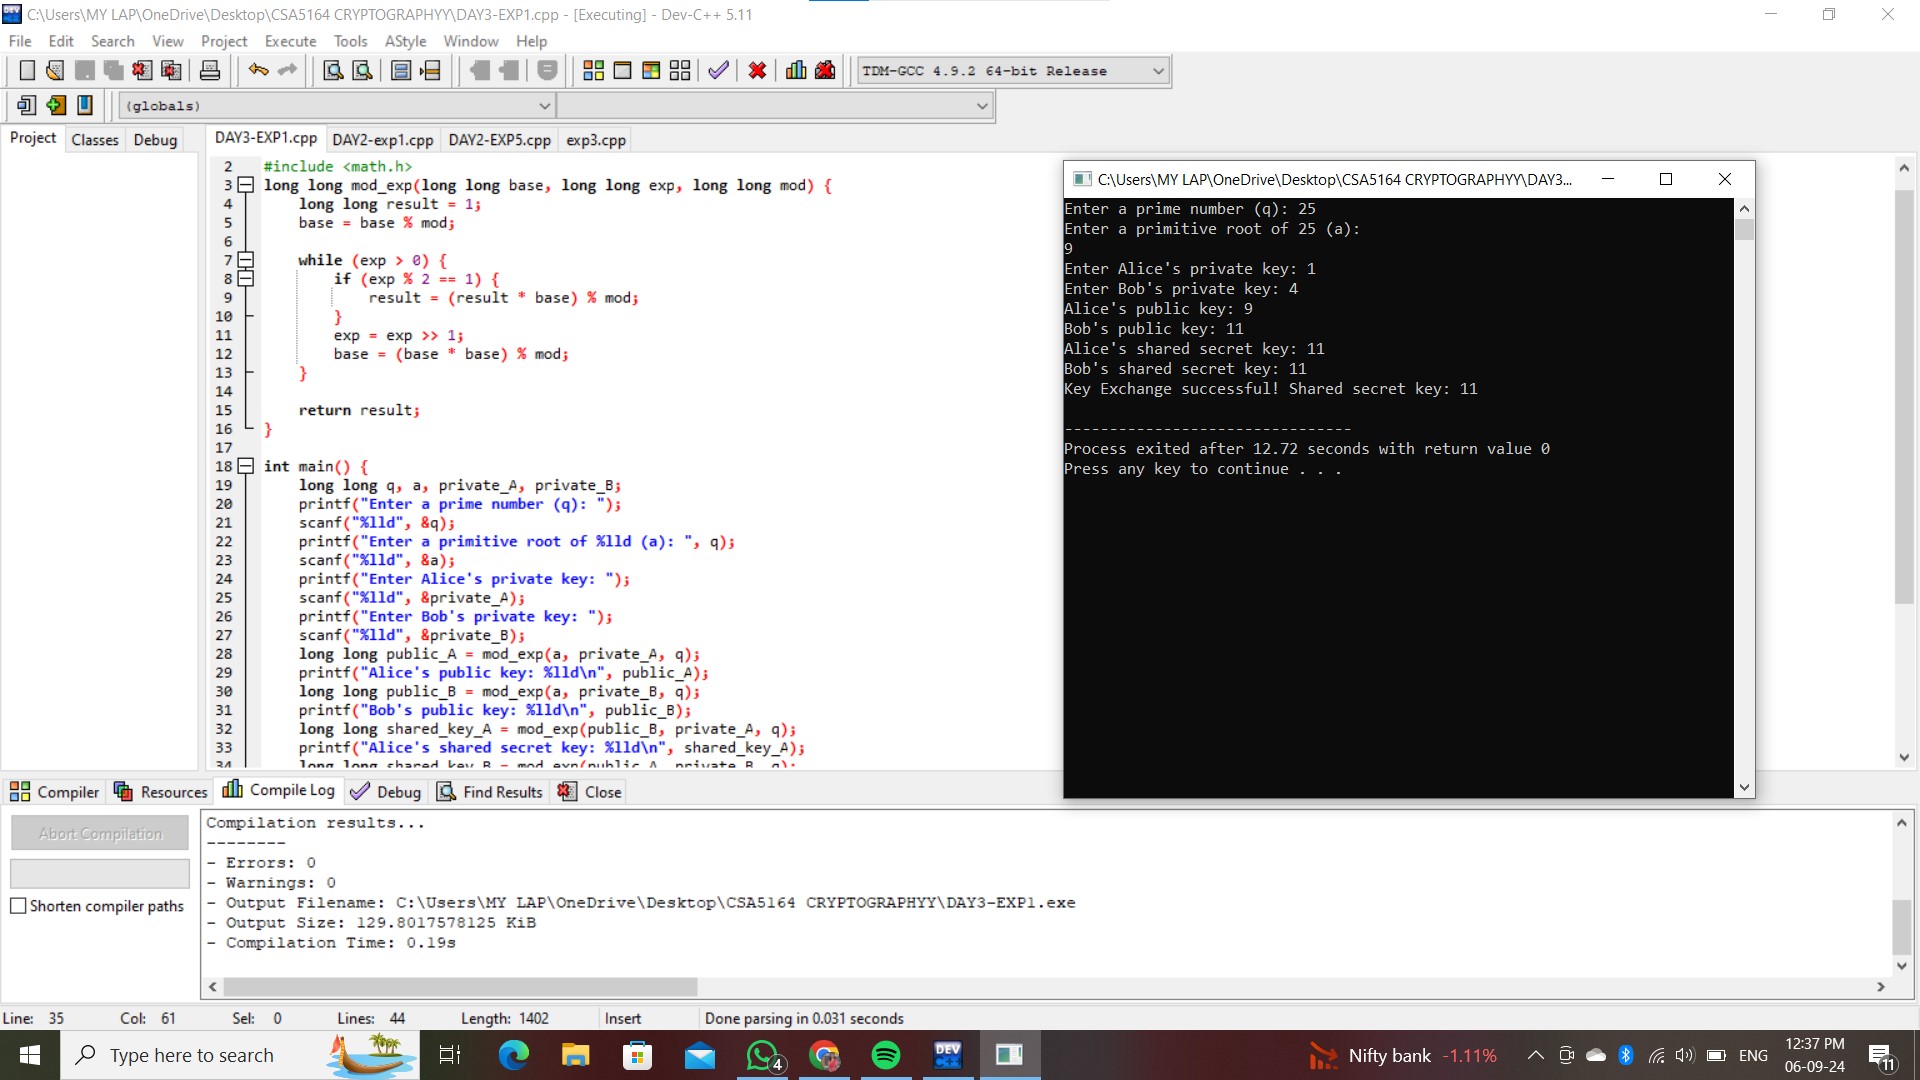 C:\Users\MY LAP\OneDrive\Desktop\CSA5164 CRYPTOGRAPHYY\DAY3-EXP1.cpp - [Executing] - Dev-C++ 5.11
File Edit Search View Project Execute Tools AStyle Window Help
TDM-GCC 4.9.2 64-bit Release
(globals)
Project Classes Debug
DAY3-EXP1.cpp DAY2-exp1.cpp DAY2-EXP5.cpp exp3.cpp
2 #include <math.h>
3 long long mod_exp(long long base, long long exp, long long mod) {
4 long long result = 1;
5 base = base % mod;
6
7 while (exp > 0) {
8 if (exp % 2 == 1) {
9 result = (result * base) % mod;
10 }
11 exp = exp >> 1;
12 base = (base * base) % mod;
13 }
14
15 return result;
16 }
17
18 int main() {
19 long long q, a, private_A, private_B;
20 printf("Enter a prime number (q): ");
21 scanf("%lld", &q);
22 printf("Enter a primitive root of %lld (a): ", q);
23 scanf("%lld", &a);
24 printf("Enter Alice's private key: ");
25 scanf("%lld", &private_A);
26 printf("Enter Bob's private key: ");
27 scanf("%lld", &private_B);
28 long long public_A = mod_exp(a, private_A, q);
29 printf("Alice's public key: %lld\n", public_A);
30 long long public_B = mod_exp(a, private_B, q);
31 printf("Bob's public key: %lld\n", public_B);
32 long long shared_key_A = mod_exp(public_B, private_A, q);
33 printf("Alice's shared secret key: %lld\n", shared_key_A);
34 long long shared_key_B = mod_exp(public_A, private_B, q);
C:\Users\MY LAP\OneDrive\Desktop\CSA5164 CRYPTOGRAPHYY\DAY3...
Enter a prime number (q): 25
Enter a primitive root of 25 (a):
9
Enter Alice's private key: 1
Enter Bob's private key: 4
Alice's public key: 9
Bob's public key: 11
Alice's shared secret key: 11
Bob's shared secret key: 11
Key Exchange successful! Shared secret key: 11
--------------------------------
Process exited after 12.72 seconds with return value 0
Press any key to continue . . .
Compiler Resources Compile Log Debug Find Results Close
Abort Compilation
Shorten compiler paths
Compilation results...
--------
- Errors: 0
- Warnings: 0
- Output Filename: C:\Users\MY LAP\OneDrive\Desktop\CSA5164 CRYPTOGRAPHYY\DAY3-EXP1.exe
- Output Size: 129.8017578125 KiB
- Compilation Time: 0.19s
Line: 35 Col: 61 Sel: 0 Lines: 44 Length: 1402 Insert Done parsing in 0.031 seconds
Type here to search
4
DEV C++
Nifty bank -1.11%
ENG
12:37 PM
06-09-24
11